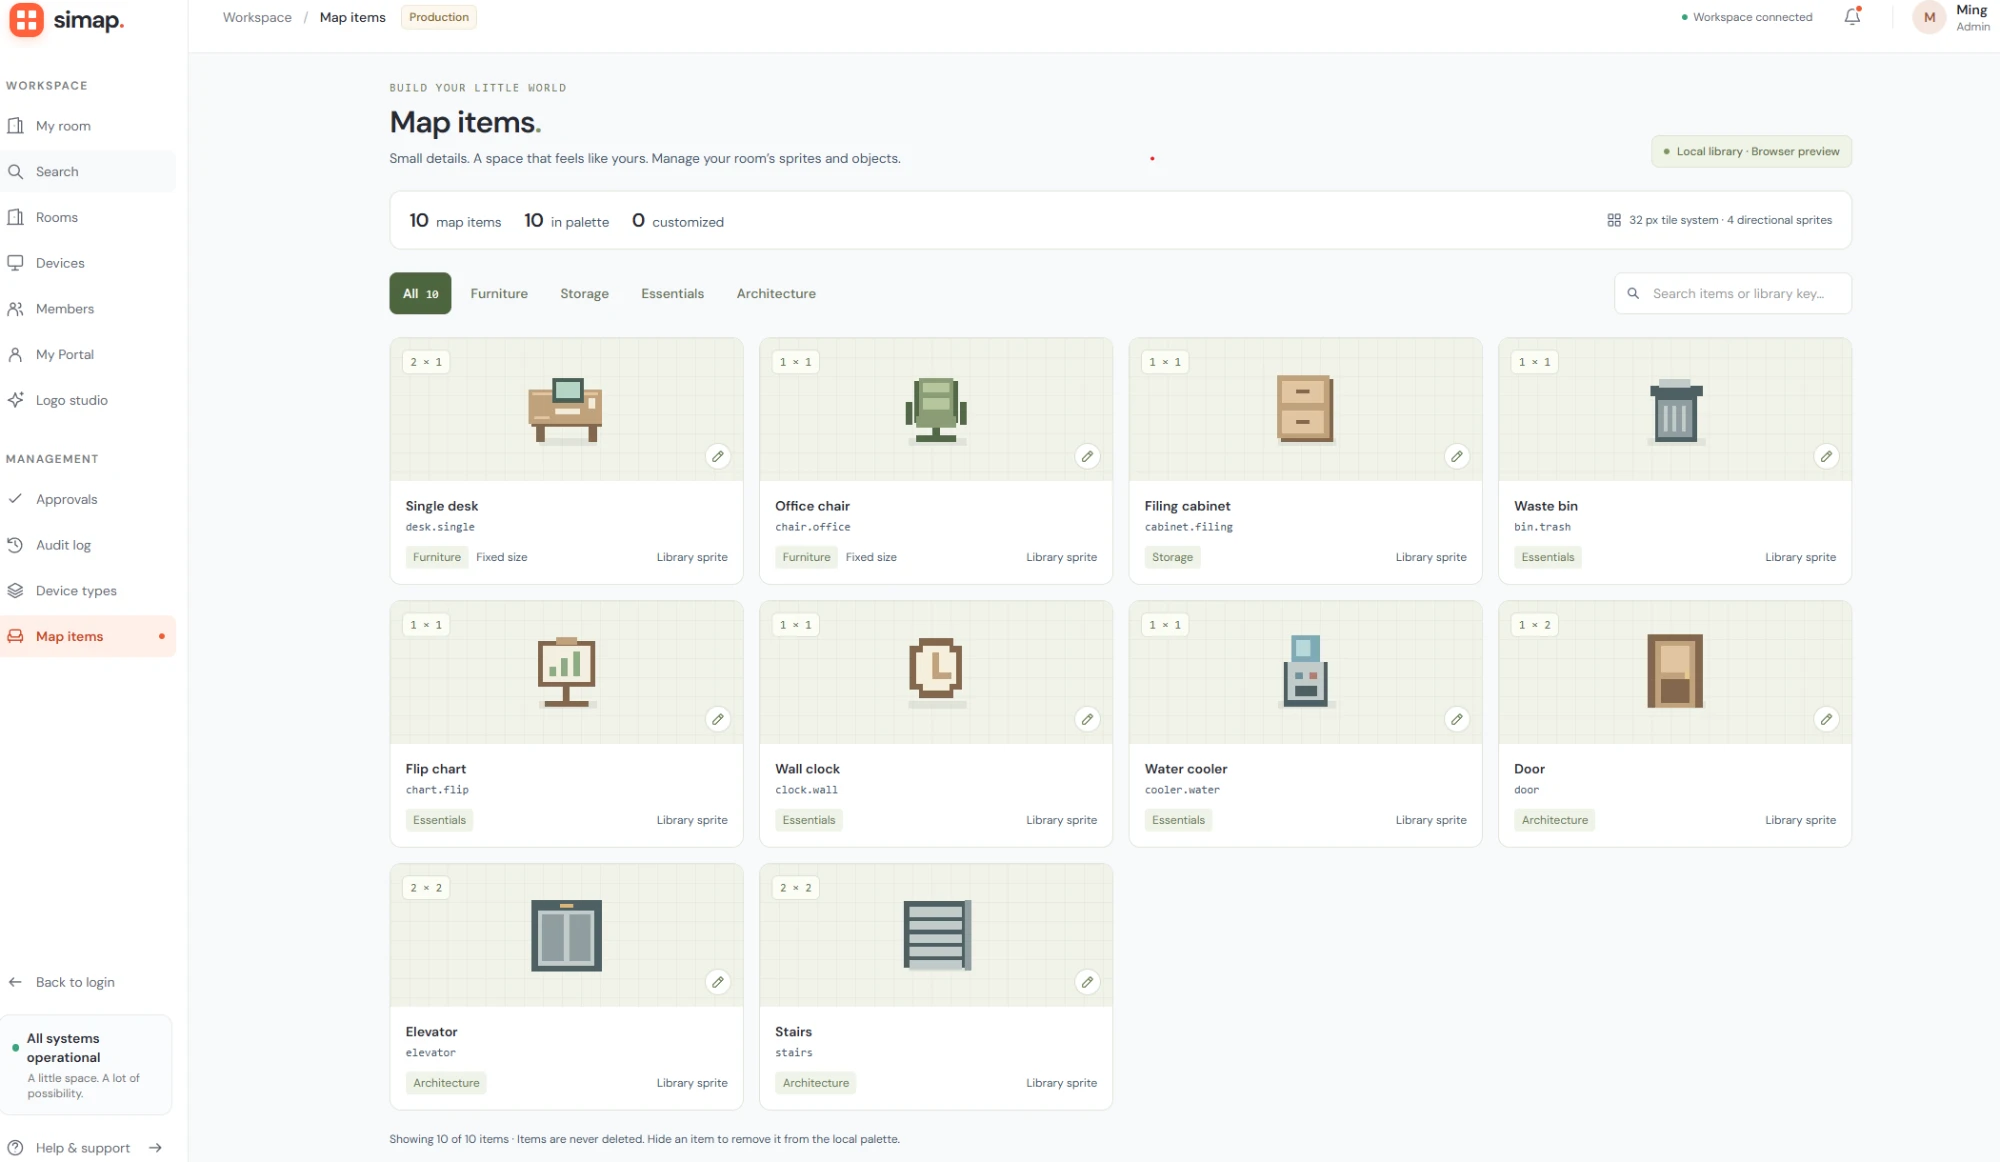 simap.
WORKSPACE
My room
Search
Rooms
Devices
Members
My Portal
Logo studio
MANAGEMENT
Approvals
Audit log
Device types
Map items
Back to login
All systems
operational
A little space. A lot of
possibility.
Help & support
Workspace / Map items Production
Workspace connected
M
Ming
Admin
BUILD YOUR LITTLE WORLD
Map items.
Small details. A space that feels like yours. Manage your room's sprites and objects.
Local library · Browser preview
10 map items 10 in palette 0 customized
32 px tile system · 4 directional sprites
All 10 Furniture Storage Essentials Architecture
Search items or library key...
2 × 1
Single desk
desk.single
Furniture Fixed size Library sprite
1 × 1
Office chair
chair.office
Furniture Fixed size Library sprite
1 × 1
Filing cabinet
cabinet.filing
Storage Library sprite
1 × 1
Waste bin
bin.trash
Essentials Library sprite
1 × 1
Flip chart
chart.flip
Essentials Library sprite
1 × 1
Wall clock
clock.wall
Essentials Library sprite
1 × 1
Water cooler
cooler.water
Essentials Library sprite
1 × 2
Door
door
Architecture Library sprite
2 × 2
Elevator
elevator
Architecture Library sprite
2 × 2
Stairs
stairs
Architecture Library sprite
Showing 10 of 10 items · Items are never deleted. Hide an item to remove it from the local palette.